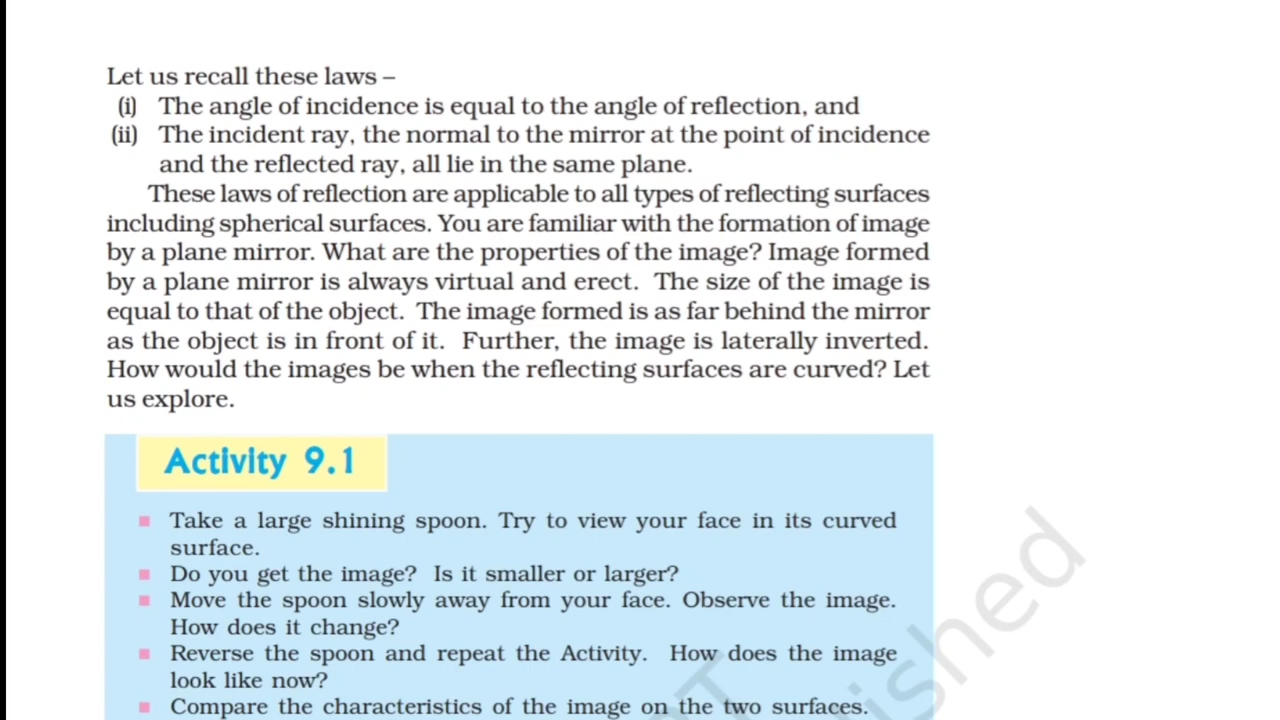 Let us recall these laws –
(i) The angle of incidence is equal to the angle of reflection, and
(ii) The incident ray, the normal to the mirror at the point of incidence
and the reflected ray, all lie in the same plane.
These laws of reflection are applicable to all types of reflecting surfaces
including spherical surfaces. You are familiar with the formation of image
by a plane mirror. What are the properties of the image? Image formed
by a plane mirror is always virtual and erect. The size of the image is
equal to that of the object. The image formed is as far behind the mirror
as the object is in front of it. Further, the image is laterally inverted.
How would the images be when the reflecting surfaces are curved? Let
us explore.
Activity 9.1
Take a large shining spoon. Try to view your face in its curved
surface.
Do you get the image? Is it smaller or larger?
Move the spoon slowly away from your face. Observe the image.
How does it change?
Reverse the spoon and repeat the Activity. How does the image
look like now?
Compare the characteristics of the image on the two surfaces.